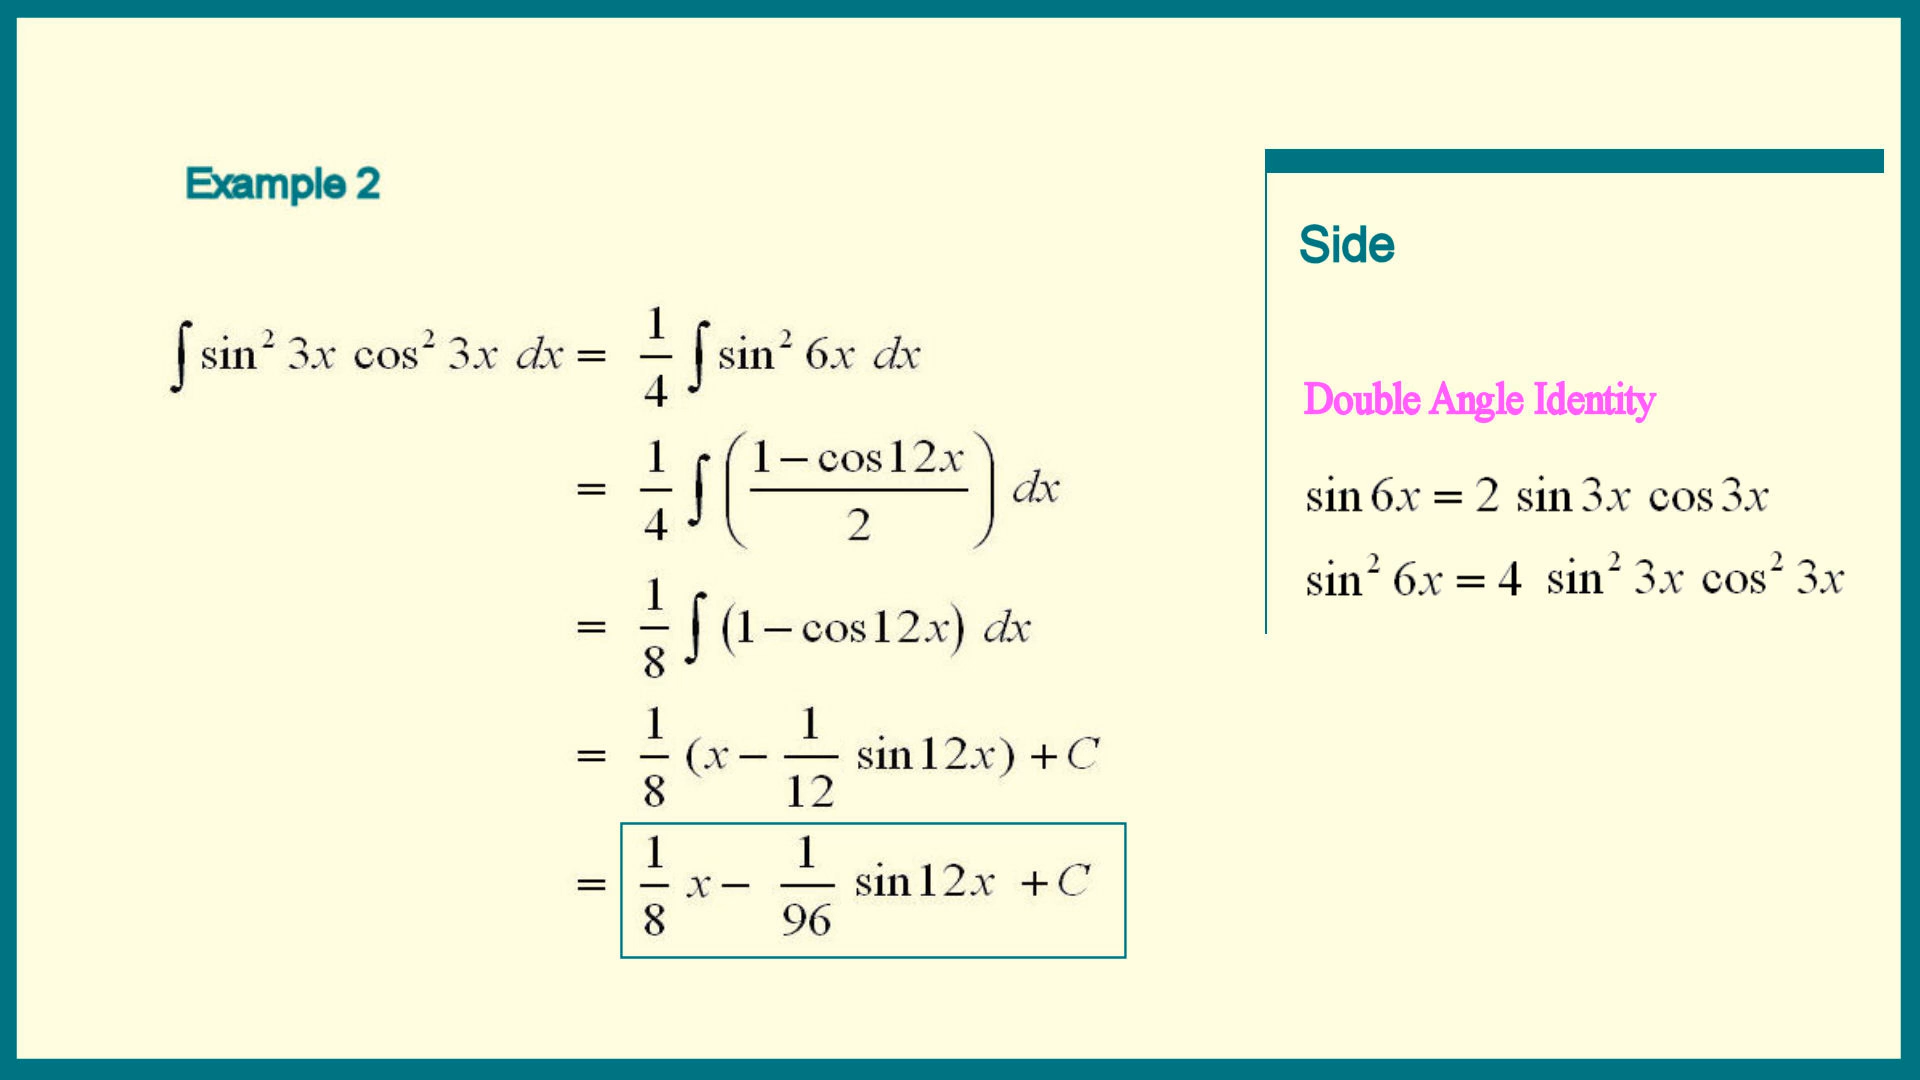 Example 2
∫ sin² 3x cos² 3x dx = 1/4 ∫ sin² 6x dx
= 1/4 ∫ ((1 − cos 12x)/2) dx
= 1/8 ∫ (1 − cos 12x) dx
= 1/8 (x − 1/12 sin 12x) + C
= 1/8 x − 1/96 sin 12x + C
Side
Double Angle Identity
sin 6x = 2 sin 3x cos 3x
sin² 6x = 4 sin² 3x cos² 3x